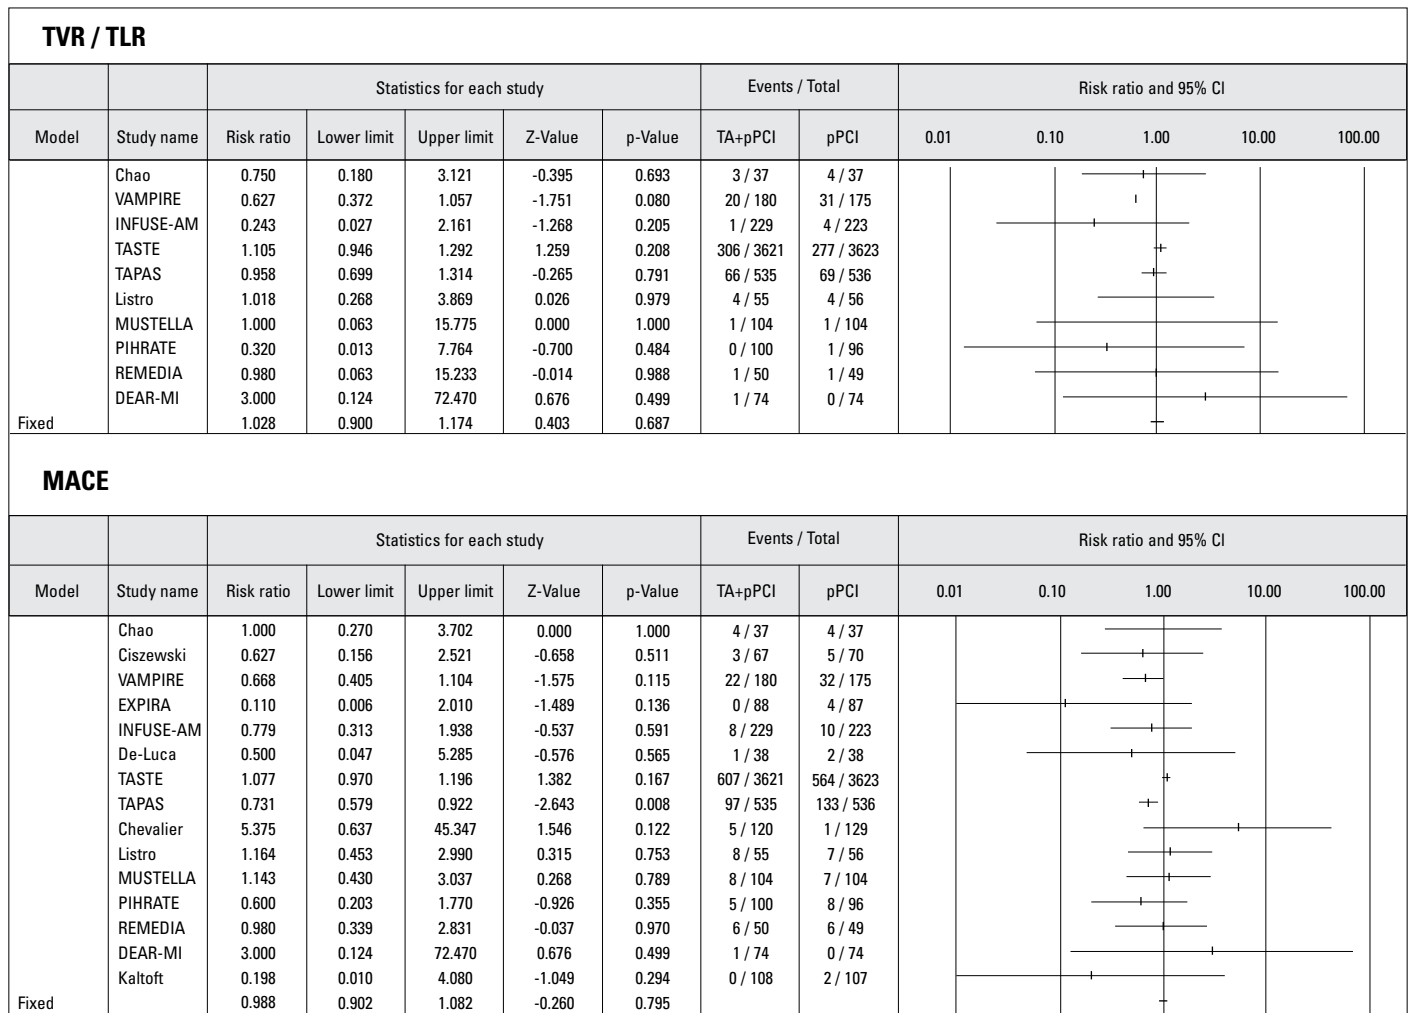 TVR / TLR
Statistics for each study Events / Total Risk ratio and 95% CI
Model Study name Risk ratio Lower limit Upper limit Z-Value p-Value TA+pPCI pPCI 0.01 0.10 1.00 10.00 100.00
Chao 0.750 0.180 3.121 -0.395 0.693 3 / 37 4 / 37
VAMPIRE 0.627 0.372 1.057 -1.751 0.080 20 / 180 31 / 175
INFUSE-AM 0.243 0.027 2.161 -1.268 0.205 1 / 229 4 / 223
TASTE 1.105 0.946 1.292 1.259 0.208 306 / 3621 277 / 3623
TAPAS 0.958 0.699 1.314 -0.265 0.791 66 / 535 69 / 536
Listro 1.018 0.268 3.869 0.026 0.979 4 / 55 4 / 56
MUSTELLA 1.000 0.063 15.775 0.000 1.000 1 / 104 1 / 104
PIHRATE 0.320 0.013 7.764 -0.700 0.484 0 / 100 1 / 96
REMEDIA 0.980 0.063 15.233 -0.014 0.988 1 / 50 1 / 49
DEAR-MI 3.000 0.124 72.470 0.676 0.499 1 / 74 0 / 74
Fixed 1.028 0.900 1.174 0.403 0.687
MACE
Statistics for each study Events / Total Risk ratio and 95% CI
Model Study name Risk ratio Lower limit Upper limit Z-Value p-Value TA+pPCI pPCI 0.01 0.10 1.00 10.00 100.00
Chao 1.000 0.270 3.702 0.000 1.000 4 / 37 4 / 37
Ciszewski 0.627 0.156 2.521 -0.658 0.511 3 / 67 5 / 70
VAMPIRE 0.668 0.405 1.104 -1.575 0.115 22 / 180 32 / 175
EXPIRA 0.110 0.006 2.010 -1.489 0.136 0 / 88 4 / 87
INFUSE-AM 0.779 0.313 1.938 -0.537 0.591 8 / 229 10 / 223
De-Luca 0.500 0.047 5.285 -0.576 0.565 1 / 38 2 / 38
TASTE 1.077 0.970 1.196 1.382 0.167 607 / 3621 564 / 3623
TAPAS 0.731 0.579 0.922 -2.643 0.008 97 / 535 133 / 536
Chevalier 5.375 0.637 45.347 1.546 0.122 5 / 120 1 / 129
Listro 1.164 0.453 2.990 0.315 0.753 8 / 55 7 / 56
MUSTELLA 1.143 0.430 3.037 0.268 0.789 8 / 104 7 / 104
PIHRATE 0.600 0.203 1.770 -0.926 0.355 5 / 100 8 / 96
REMEDIA 0.980 0.339 2.831 -0.037 0.970 6 / 50 6 / 49
DEAR-MI 3.000 0.124 72.470 0.676 0.499 1 / 74 0 / 74
Kaltoft 0.198 0.010 4.080 -1.049 0.294 0 / 108 2 / 107
Fixed 0.988 0.902 1.082 -0.260 0.795